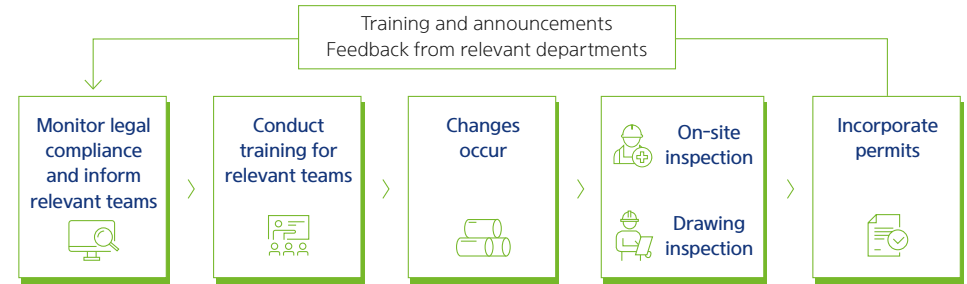 Training and announcements
Feedback from relevant departments
Monitor legal
compliance
and inform
relevant teams
Conduct
training for
relevant teams
Changes
occur
On-site
inspection
Drawing
inspection
Incorporate
permits